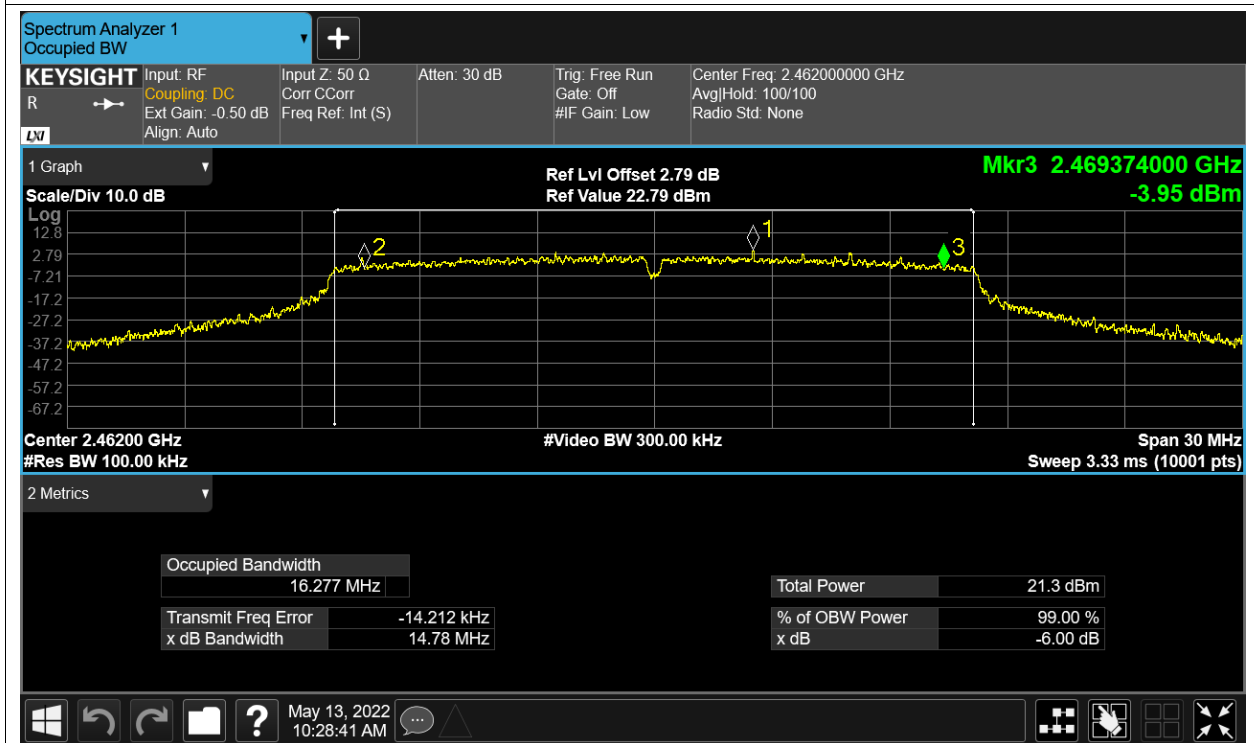 Spectrum Analyzer 1
Occupied BW
KEYSIGHT
R
LXI
Input: RF
Coupling: DC
Ext Gain: -0.50 dB
Align: Auto
Input Z: 50 Ω
Corr CCorr
Freq Ref: Int (S)
Atten: 30 dB
Trig: Free Run
Gate: Off
#IF Gain: Low
Center Freq: 2.462000000 GHz
Avg|Hold: 100/100
Radio Std: None
1 Graph
Scale/Div 10.0 dB
Ref Lvl Offset 2.79 dB
Ref Value 22.79 dBm
Mkr3 2.469374000 GHz
-3.95 dBm
Log
12.8
2.79
-7.21
-17.2
-27.2
-37.2
-47.2
-57.2
-67.2
2
1
3
Center 2.46200 GHz
#Res BW 100.00 kHz
#Video BW 300.00 kHz
Span 30 MHz
Sweep 3.33 ms (10001 pts)
2 Metrics
Occupied Bandwidth
16.277 MHz
Transmit Freq Error -14.212 kHz
x dB Bandwidth 14.78 MHz
Total Power 21.3 dBm
% of OBW Power 99.00 %
x dB -6.00 dB
?
May 13, 2022
10:28:41 AM